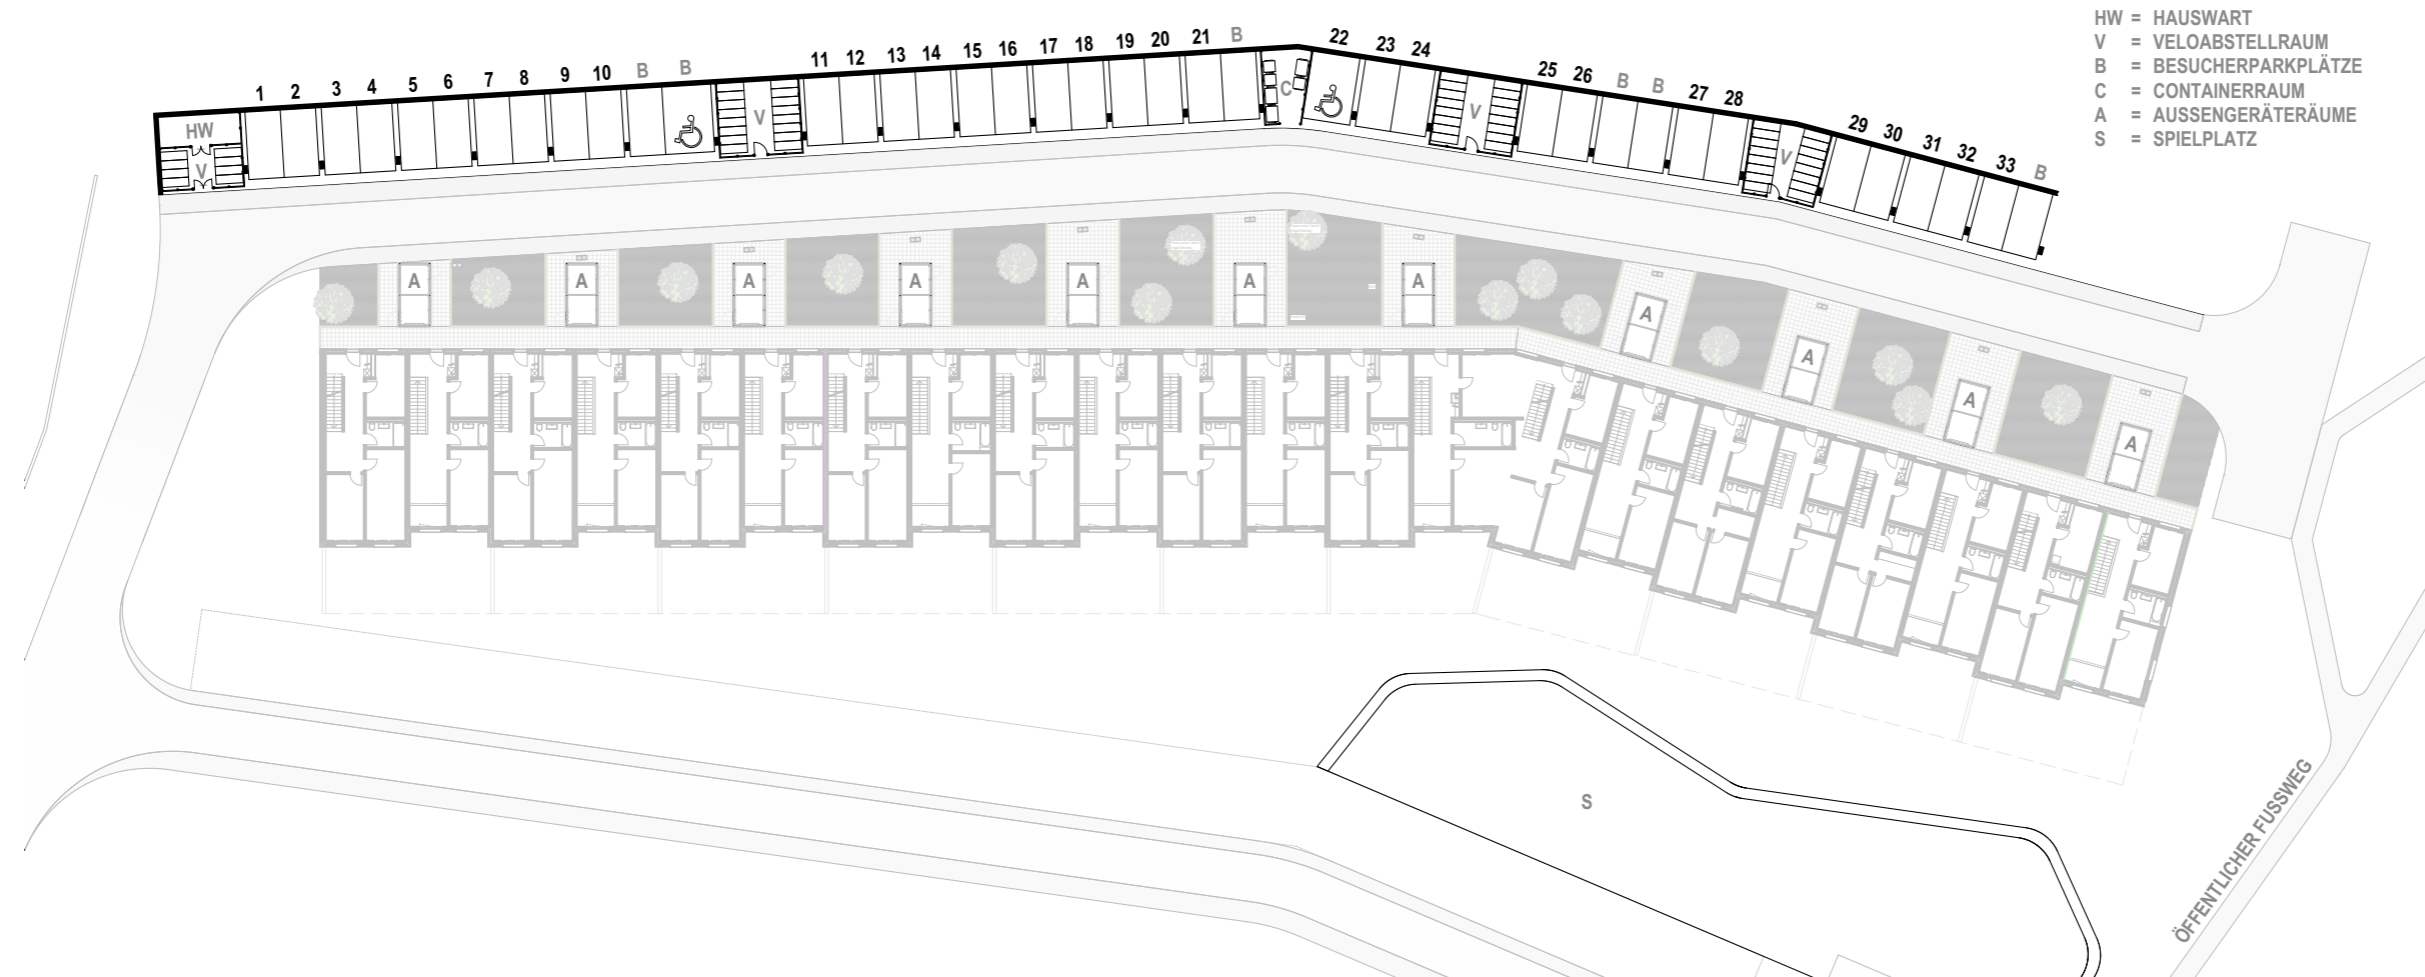 HW = HAUSWART
V = VELOABSTELLRAUM
B = BESUCHERPARKPLÄTZE
C = CONTAINERRAUM
A = AUSSENGERÄTERÄUME
S = SPIELPLATZ
1 2 3 4 5 6 7 8 9 10 B B 11 12 13 14 15 16 17 18 19 20 21 B 22 23 24 25 26 B B 27 28 29 30 31 32 33 B
HW
V
V
C
V
V
A A A A A A A A A A A
S
ÖFFENTLICHER FUSSWEG